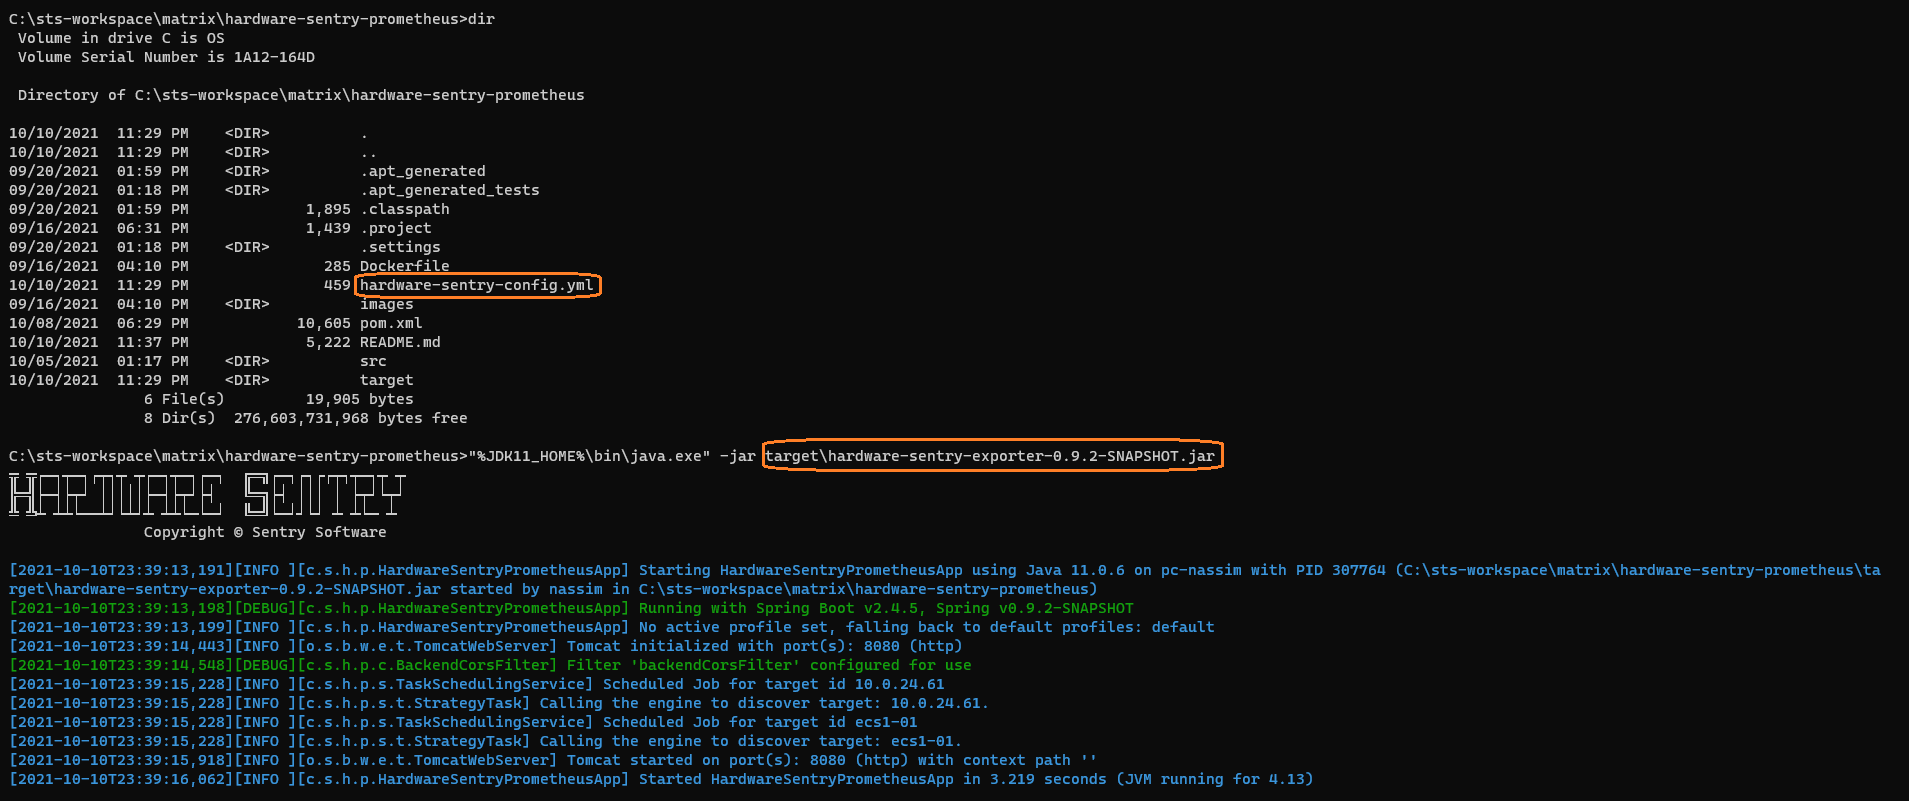 C:\sts-workspace\matrix\hardware-sentry-prometheus>dir
 Volume in drive C is OS
 Volume Serial Number is 1A12-164D

 Directory of C:\sts-workspace\matrix\hardware-sentry-prometheus

10/10/2021  11:29 PM    <DIR>          .
10/10/2021  11:29 PM    <DIR>          ..
09/20/2021  01:59 PM    <DIR>          .apt_generated
09/20/2021  01:18 PM    <DIR>          .apt_generated_tests
09/20/2021  01:59 PM             1,895 .classpath
09/16/2021  06:31 PM             1,439 .project
09/20/2021  01:18 PM    <DIR>          .settings
09/16/2021  04:10 PM               285 Dockerfile
10/10/2021  11:29 PM               459 hardware-sentry-config.yml
09/16/2021  04:10 PM    <DIR>          images
10/08/2021  06:29 PM            10,605 pom.xml
10/10/2021  11:37 PM             5,222 README.md
10/05/2021  01:17 PM    <DIR>          src
10/10/2021  11:29 PM    <DIR>          target
               6 File(s)         19,905 bytes
               8 Dir(s)  276,603,731,968 bytes free

C:\sts-workspace\matrix\hardware-sentry-prometheus>"%JDK11_HOME%\bin\java.exe" -jar target\hardware-sentry-exporter-0.9.2-SNAPSHOT.jar
HARDWARE SENTRY
               Copyright © Sentry Software

[2021-10-10T23:39:13,191][INFO ][c.s.h.p.HardwareSentryPrometheusApp] Starting HardwareSentryPrometheusApp using Java 11.0.6 on pc-nassim with PID 307764 (C:\sts-workspace\matrix\hardware-sentry-prometheus\ta
rget\hardware-sentry-exporter-0.9.2-SNAPSHOT.jar started by nassim in C:\sts-workspace\matrix\hardware-sentry-prometheus)
[2021-10-10T23:39:13,198][DEBUG][c.s.h.p.HardwareSentryPrometheusApp] Running with Spring Boot v2.4.5, Spring v0.9.2-SNAPSHOT
[2021-10-10T23:39:13,199][INFO ][c.s.h.p.HardwareSentryPrometheusApp] No active profile set, falling back to default profiles: default
[2021-10-10T23:39:14,443][INFO ][o.s.b.w.e.t.TomcatWebServer] Tomcat initialized with port(s): 8080 (http)
[2021-10-10T23:39:14,548][DEBUG][c.s.h.p.c.BackendCorsFilter] Filter 'backendCorsFilter' configured for use
[2021-10-10T23:39:15,228][INFO ][c.s.h.p.s.TaskSchedulingService] Scheduled Job for target id 10.0.24.61
[2021-10-10T23:39:15,228][INFO ][c.s.h.p.s.t.StrategyTask] Calling the engine to discover target: 10.0.24.61.
[2021-10-10T23:39:15,228][INFO ][c.s.h.p.s.TaskSchedulingService] Scheduled Job for target id ecs1-01
[2021-10-10T23:39:15,228][INFO ][c.s.h.p.s.t.StrategyTask] Calling the engine to discover target: ecs1-01.
[2021-10-10T23:39:15,918][INFO ][o.s.b.w.e.t.TomcatWebServer] Tomcat started on port(s): 8080 (http) with context path ''
[2021-10-10T23:39:16,062][INFO ][c.s.h.p.HardwareSentryPrometheusApp] Started HardwareSentryPrometheusApp in 3.219 seconds (JVM running for 4.13)